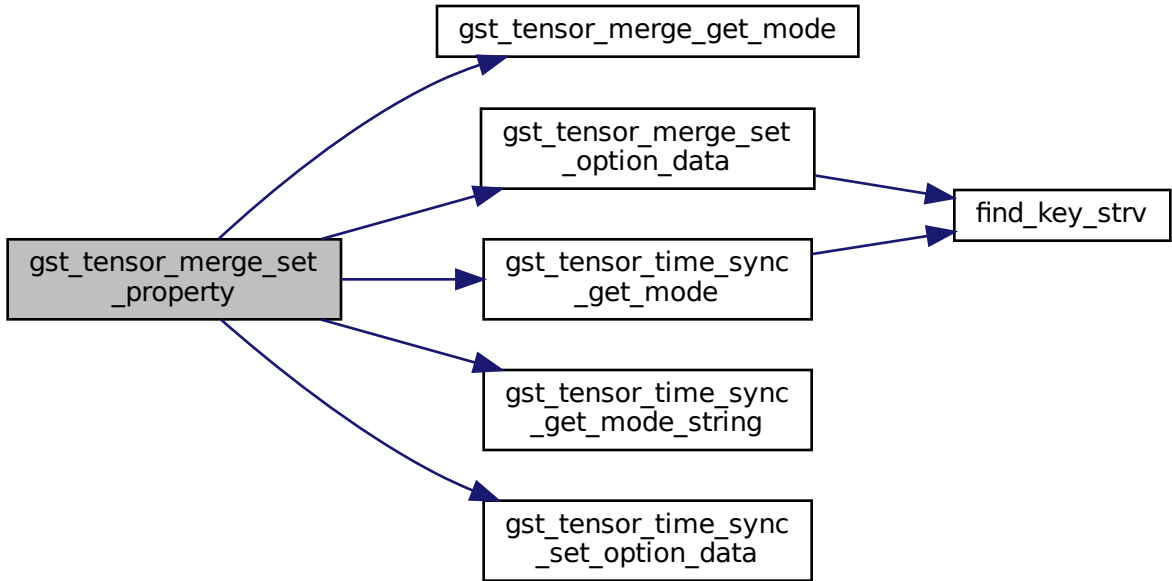 gst_tensor_merge_get_mode
gst_tensor_merge_set
_option_data
find_key_strv
gst_tensor_merge_set
_property
gst_tensor_time_sync
_get_mode
gst_tensor_time_sync
_get_mode_string
gst_tensor_time_sync
_set_option_data